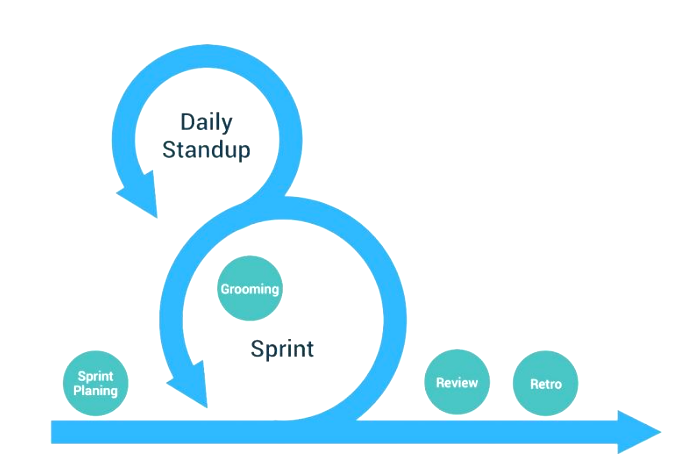 Daily
Standup
Grooming
Sprint
Sprint
Planing
Review
Retro